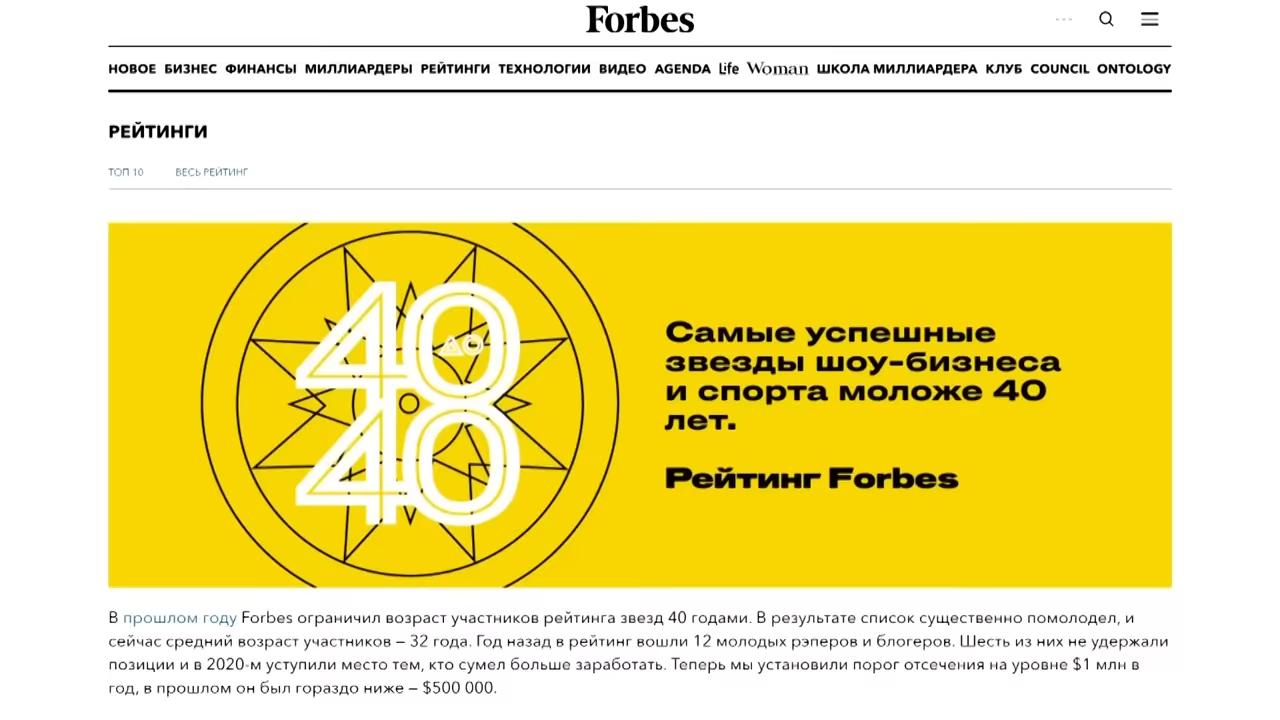 Forbes
НОВОЕ БИЗНЕС ФИНАНСЫ МИЛЛИАРДЕРЫ РЕЙТИНГИ ТЕХНОЛОГИИ ВИДЕО AGENDA Life Woman ШКОЛА МИЛЛИАРДЕРА КЛУБ COUNCIL ONTOLOGY
РЕЙТИНГИ
ТОП 10 ВЕСЬ РЕЙТИНГ
40
ДО
40
Самые успешные
звезды шоу-бизнеса
и спорта моложе 40
лет.
Рейтинг Forbes
В прошлом году Forbes ограничил возраст участников рейтинга звезд 40 годами. В результате список существенно помолодел, и
сейчас средний возраст участников — 32 года. Год назад в рейтинг вошли 12 молодых рэперов и блогеров. Шесть из них не удержали
позиции и в 2020-м уступили место тем, кто сумел больше заработать. Теперь мы установили порог отсечения на уровне $1 млн в
год, в прошлом он был гораздо ниже — $500 000.